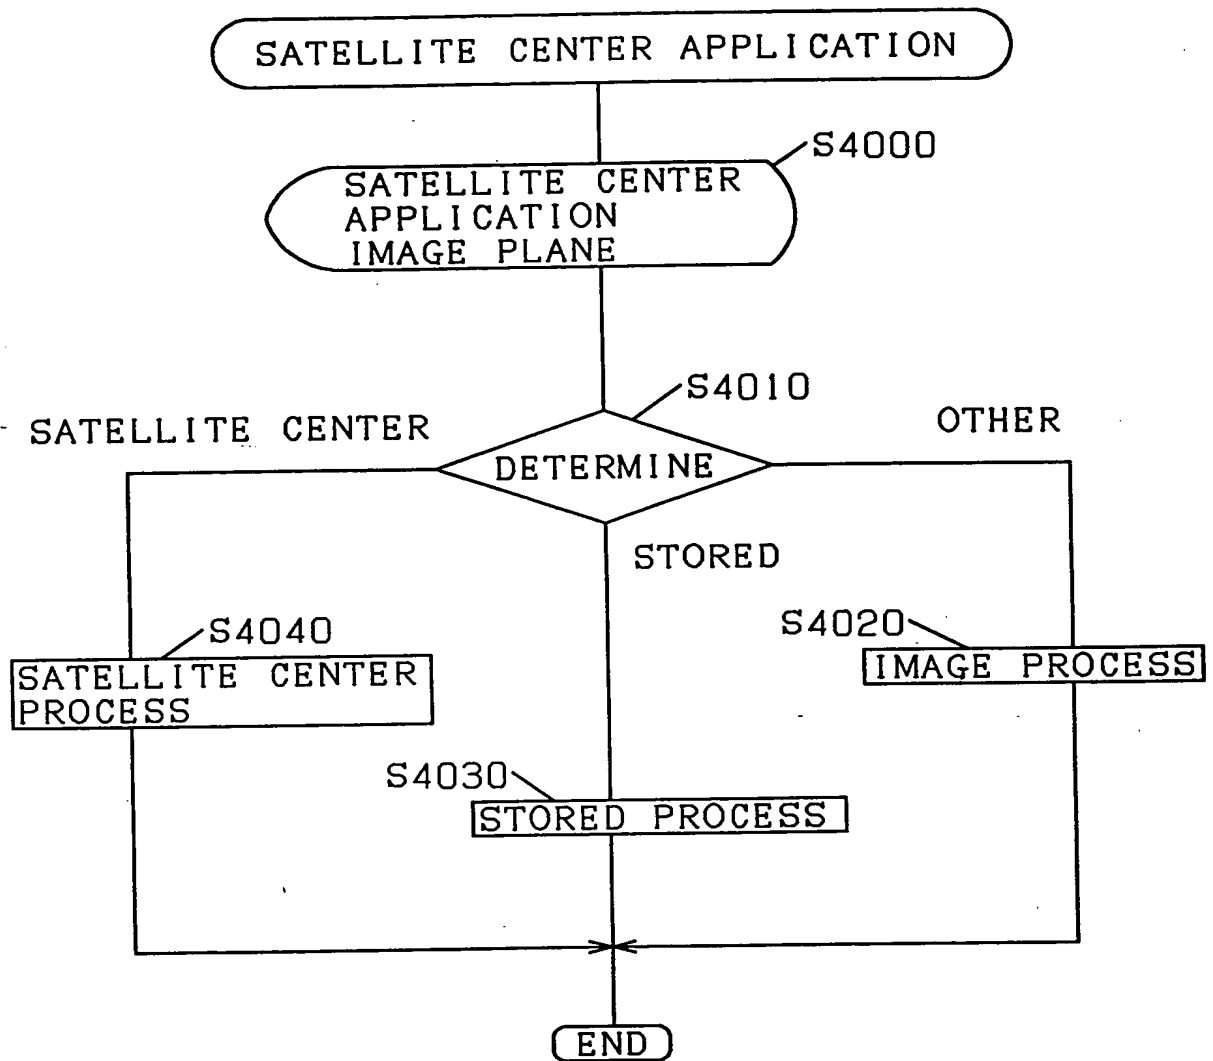 SATELLITE CENTER APPLICATION
S4000
SATELLITE CENTER
APPLICATION
IMAGE PLANE
S4010
SATELLITE CENTER
OTHER
DETERMINE
STORED
S4040
S4020
SATELLITE CENTER
PROCESS
IMAGE PROCESS
S4030
STORED PROCESS
END